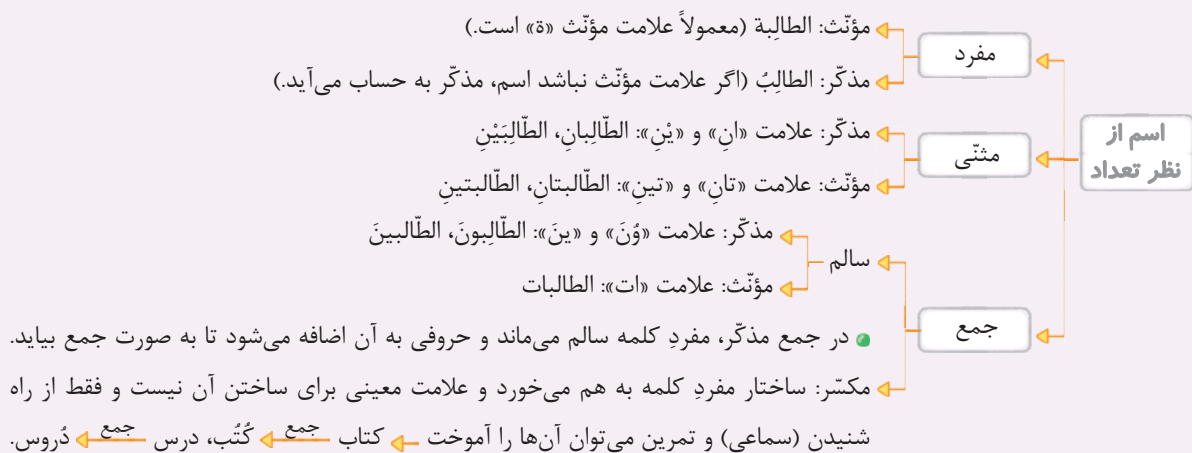 اسم از
نظر تعداد
مفرد
مؤنّث: الطالِبة (معمولاً علامت مؤنّث «ة» است.)
مذکّر: الطالِبُ (اگر علامت مؤنّث نباشد اسم، مذکّر به حساب می‌آید.)
مثنّی
مذکّر: علامت «انِ» و «یْنِ»: الطّالِبانِ، الطّالِبَیْنِ
مؤنّث: علامت «تانِ» و «تینِ»: الطّالبتانِ، الطّالبتینِ
جمع
سالم
مذکّر: علامت «وُنَ» و «ینَ»: الطّالِبونَ، الطّالبینَ
مؤنّث: علامت «ات»: الطالبات
در جمع مذکّر، مفردِ کلمه سالم می‌ماند و حروفی به آن اضافه می‌شود تا به صورت جمع بیاید.
مکسّر: ساختار مفردِ کلمه به هم می‌خورد و علامت معینی برای ساختن آن نیست و فقط از راه
شنیدن (سماعی) و تمرین می‌توان آن‌ها را آموخت کتاب جمع کُتُب، درس جمع دُروس.